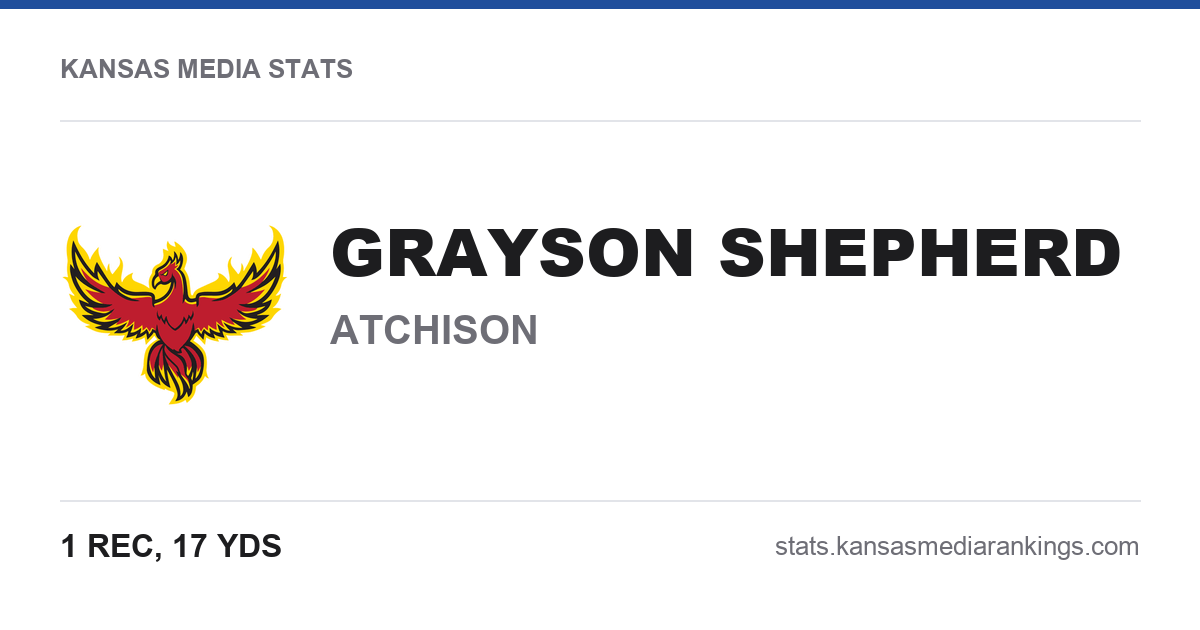 KANSAS MEDIA STATS
GRAYSON SHEPHERD
ATCHISON
1 REC, 17 YDS
stats.kansasmediarankings.com